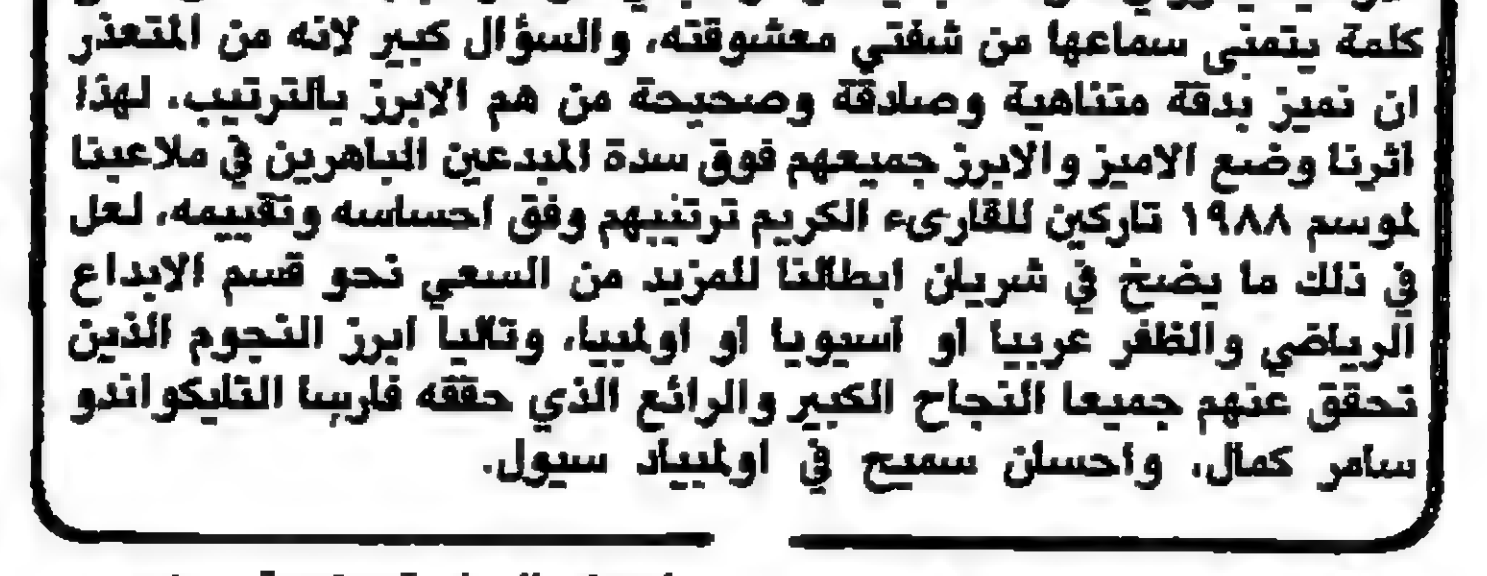 كلمة يتمنى سماعها من شفتي معشوقته، والسؤال كبير لانه من المتعذر
ان نميز بدقة متناهية وصادقة وصحيحة من هم الابرز بالترتيب. لهذا
اثرنا وضع الاميز والابرز جميعهم فوق سدة المبدعين الباهرين في ملاعبنا
لموسم ١٩٨٨ تاركين للقارىء الكريم ترتيبهم وفق احساسه وتقييمه، لعل
في ذلك ما يضخ في شريان ابطالنا للمزيد من السعي نحو قسم الابداع
الرياضي والظفر عربيا او آسيويا او اولمبيا، وتاليا ابرز النجوم الذين
تحقق عنهم جميعا النجاح الكبير والرائع الذي حققه فارسا التايكواندو
سامر كمال، واحسان سميح في اولمبياد سيول.